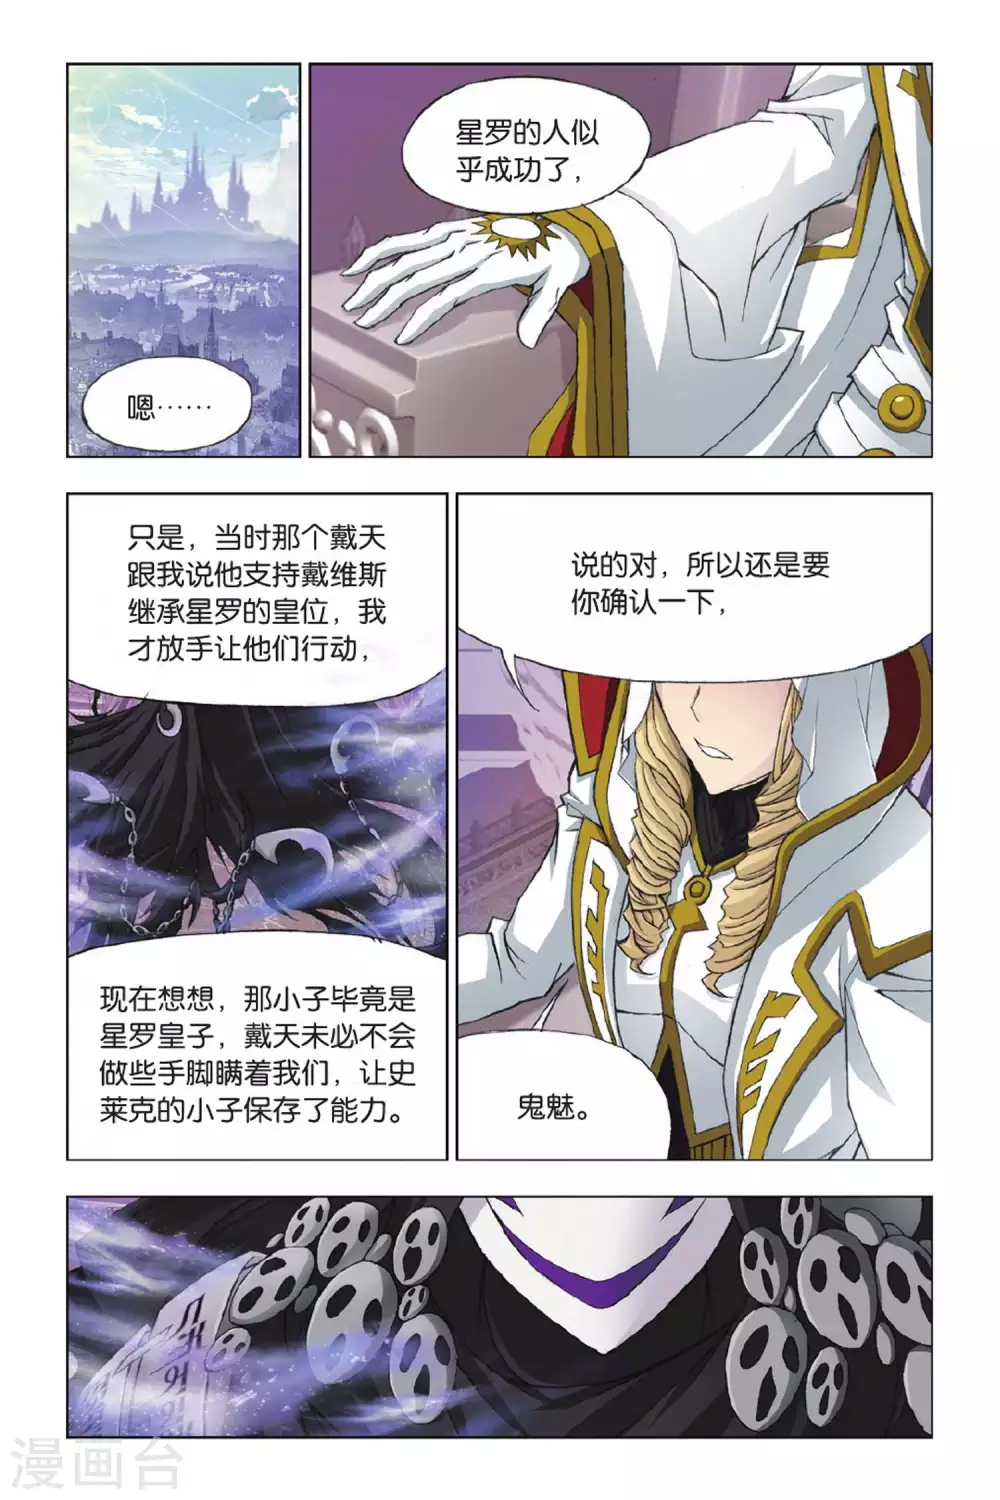 嗯……
星罗的人似
乎成功了，
只是，当时那个戴天
跟我说他支持戴维斯
继承星罗的皇位，我
才放手让他们行动，
现在想想，那小子毕竟是
星罗皇子，戴天未必不会
做些手脚瞒着我们，让史
莱克的小子保存了能力。
说的对，所以还是要
你确认一下，
鬼魅。
漫画台